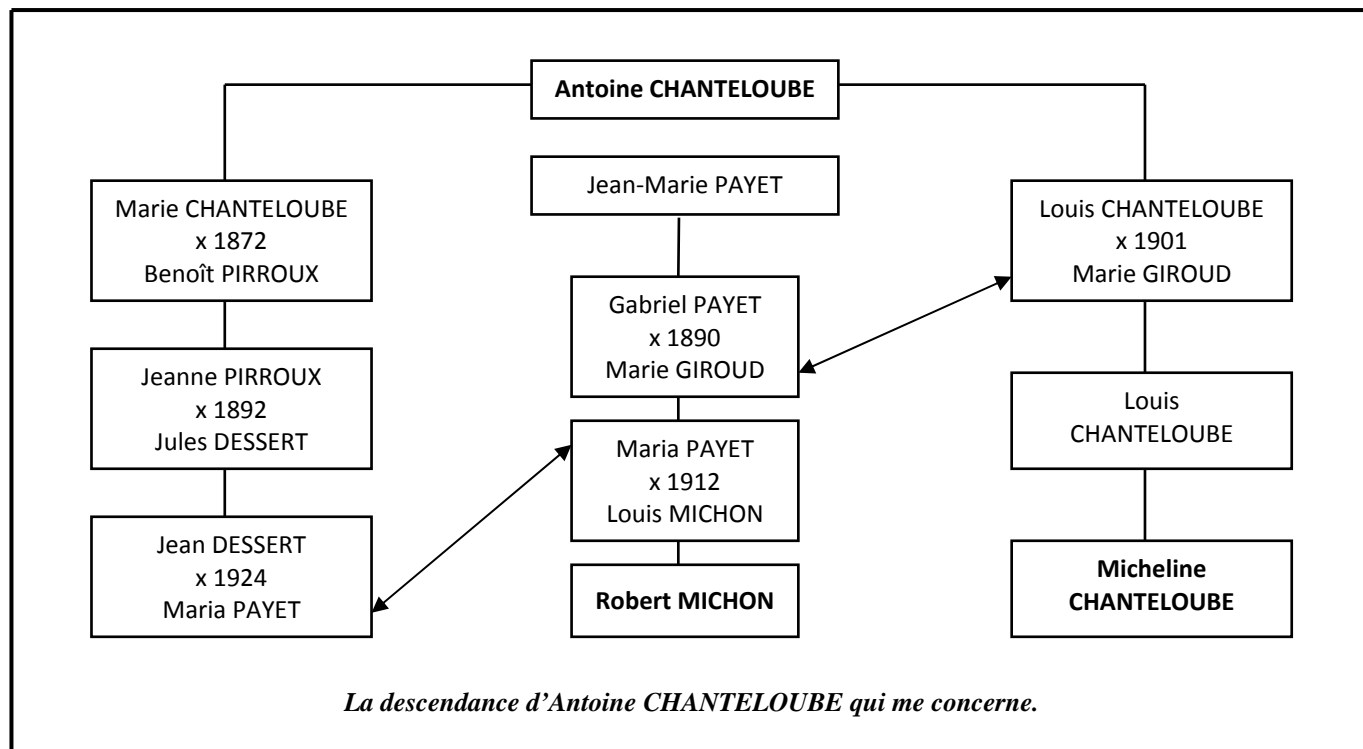 Antoine CHANTELOUBE
Jean-Marie PAYET
Marie CHANTELOUBE
x 1872
Benoît PIRROUX
Louis CHANTELOUBE
x 1901
Marie GIROUD
Gabriel PAYET
x 1890
Marie GIROUD
Jeanne PIRROUX
x 1892
Jules DESSERT
Louis
CHANTELOUBE
Maria PAYET
x 1912
Louis MICHON
Jean DESSERT
x 1924
Maria PAYET
Robert MICHON
Micheline
CHANTELOUBE
La descendance d’Antoine CHANTELOUBE qui me concerne.